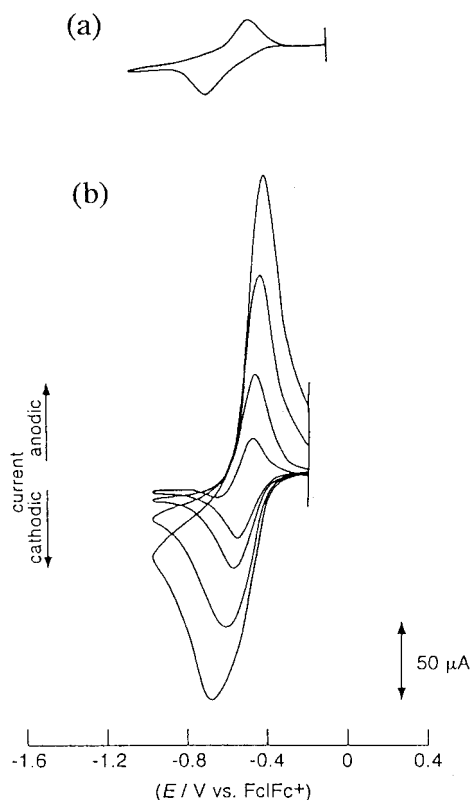 (a)
(b)
current
cathodic anodic
50 μA
-1.6 -1.2 -0.8 -0.4 0 0.4
(E / V vs. Fc|Fc+)